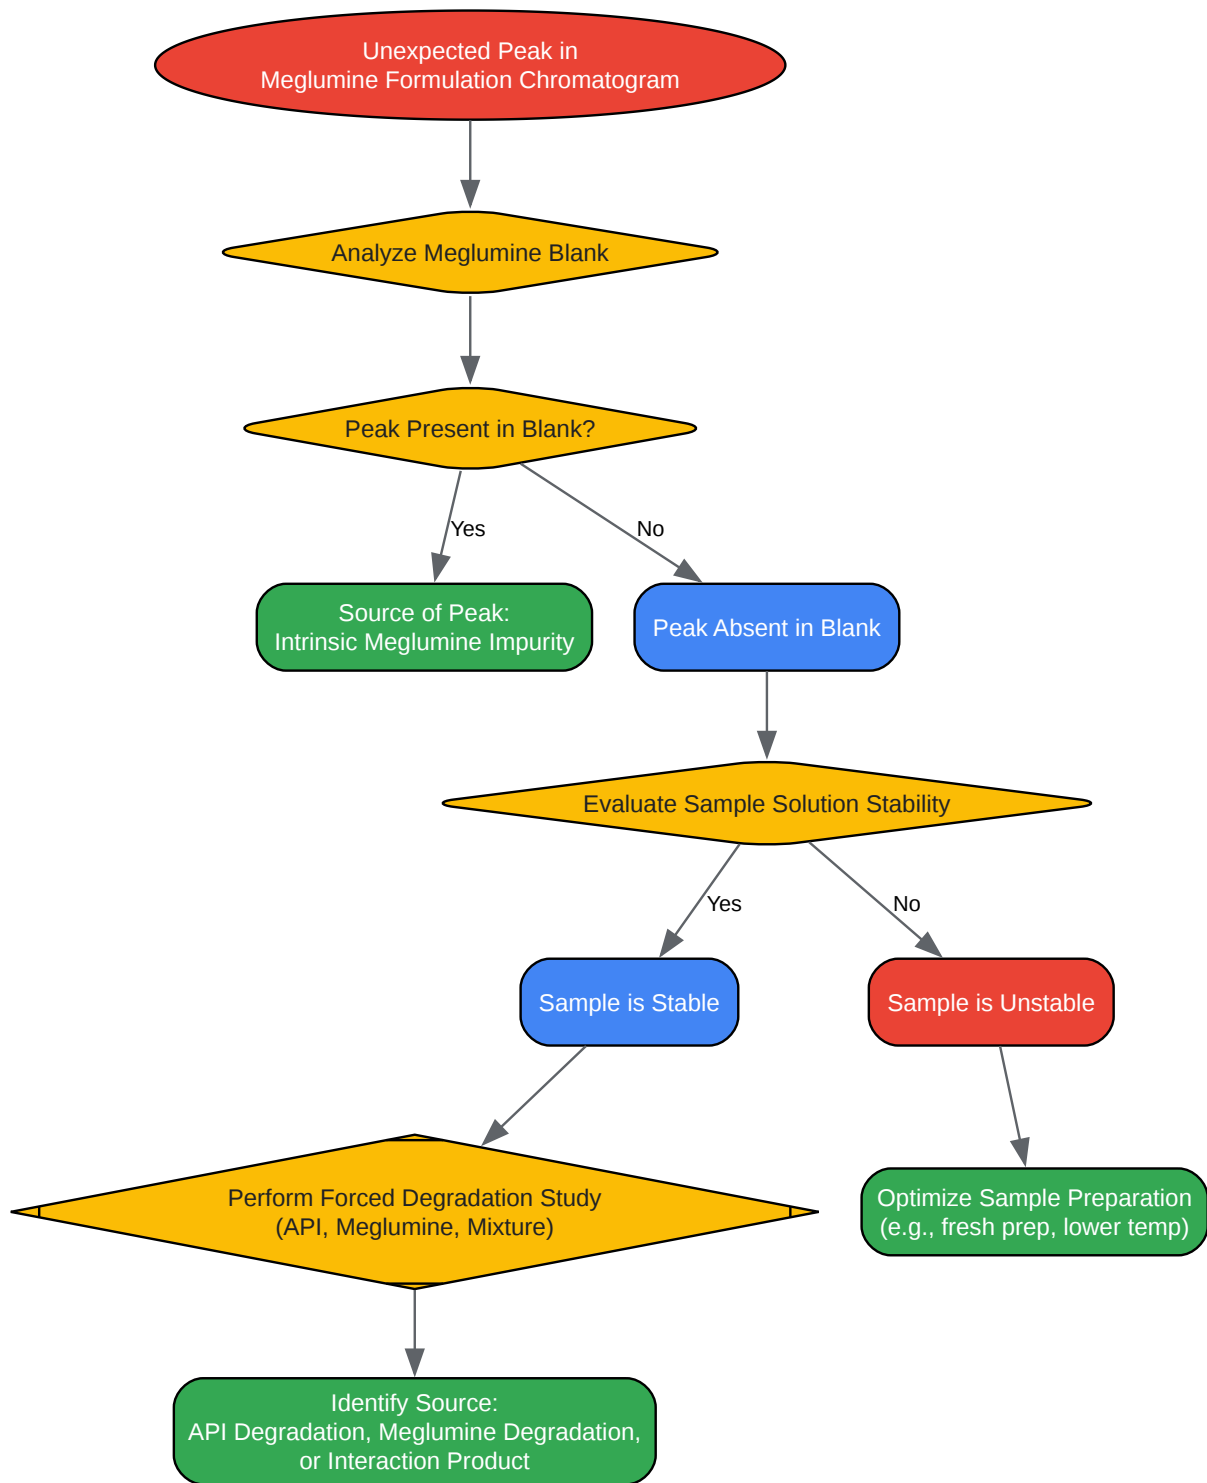 Unexpected Peak in
Meglumine Formulation Chromatogram
Analyze Meglumine Blank
Peak Present in Blank?
Yes
No
Source of Peak:
Intrinsic Meglumine Impurity
Peak Absent in Blank
Evaluate Sample Solution Stability
Yes
No
Sample is Stable
Sample is Unstable
Perform Forced Degradation Study
(API, Meglumine, Mixture)
Optimize Sample Preparation
(e.g., fresh prep, lower temp)
Identify Source:
API Degradation, Meglumine Degradation,
or Interaction Product